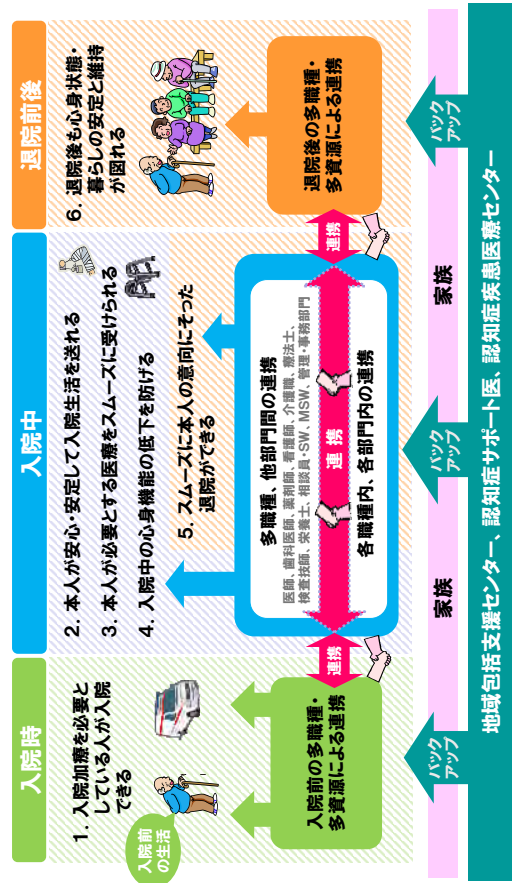 入院時
1. 入院加療を必要と
している人が入院
できる
入院前
の生活
入院前の多職種・
多資源による連携
連携
入院中
2. 本人が安心・安定して入院生活を送れる
3. 本人が必要とする医療をスムーズに受けられる
4. 入院中の心身機能の低下を防げる
5. スムーズに本人の意向にそった
退院ができる
多職種、他部門間の連携
医師、歯科医師、薬剤師、看護師、介護職、療法士、
検査技師、栄養士、相談員・SW、MSW、管理・事務部門
連携
各職種内、各部門内の連携
連携
退院前後
6. 退院後も心身状態・
暮らしの安定と維持
が図れる
退院後の多職種・
多資源による連携
バック
アップ
家族
バック
アップ
家族
バック
アップ
地域包括支援センター、認知症サポート医、認知症疾患医療センター